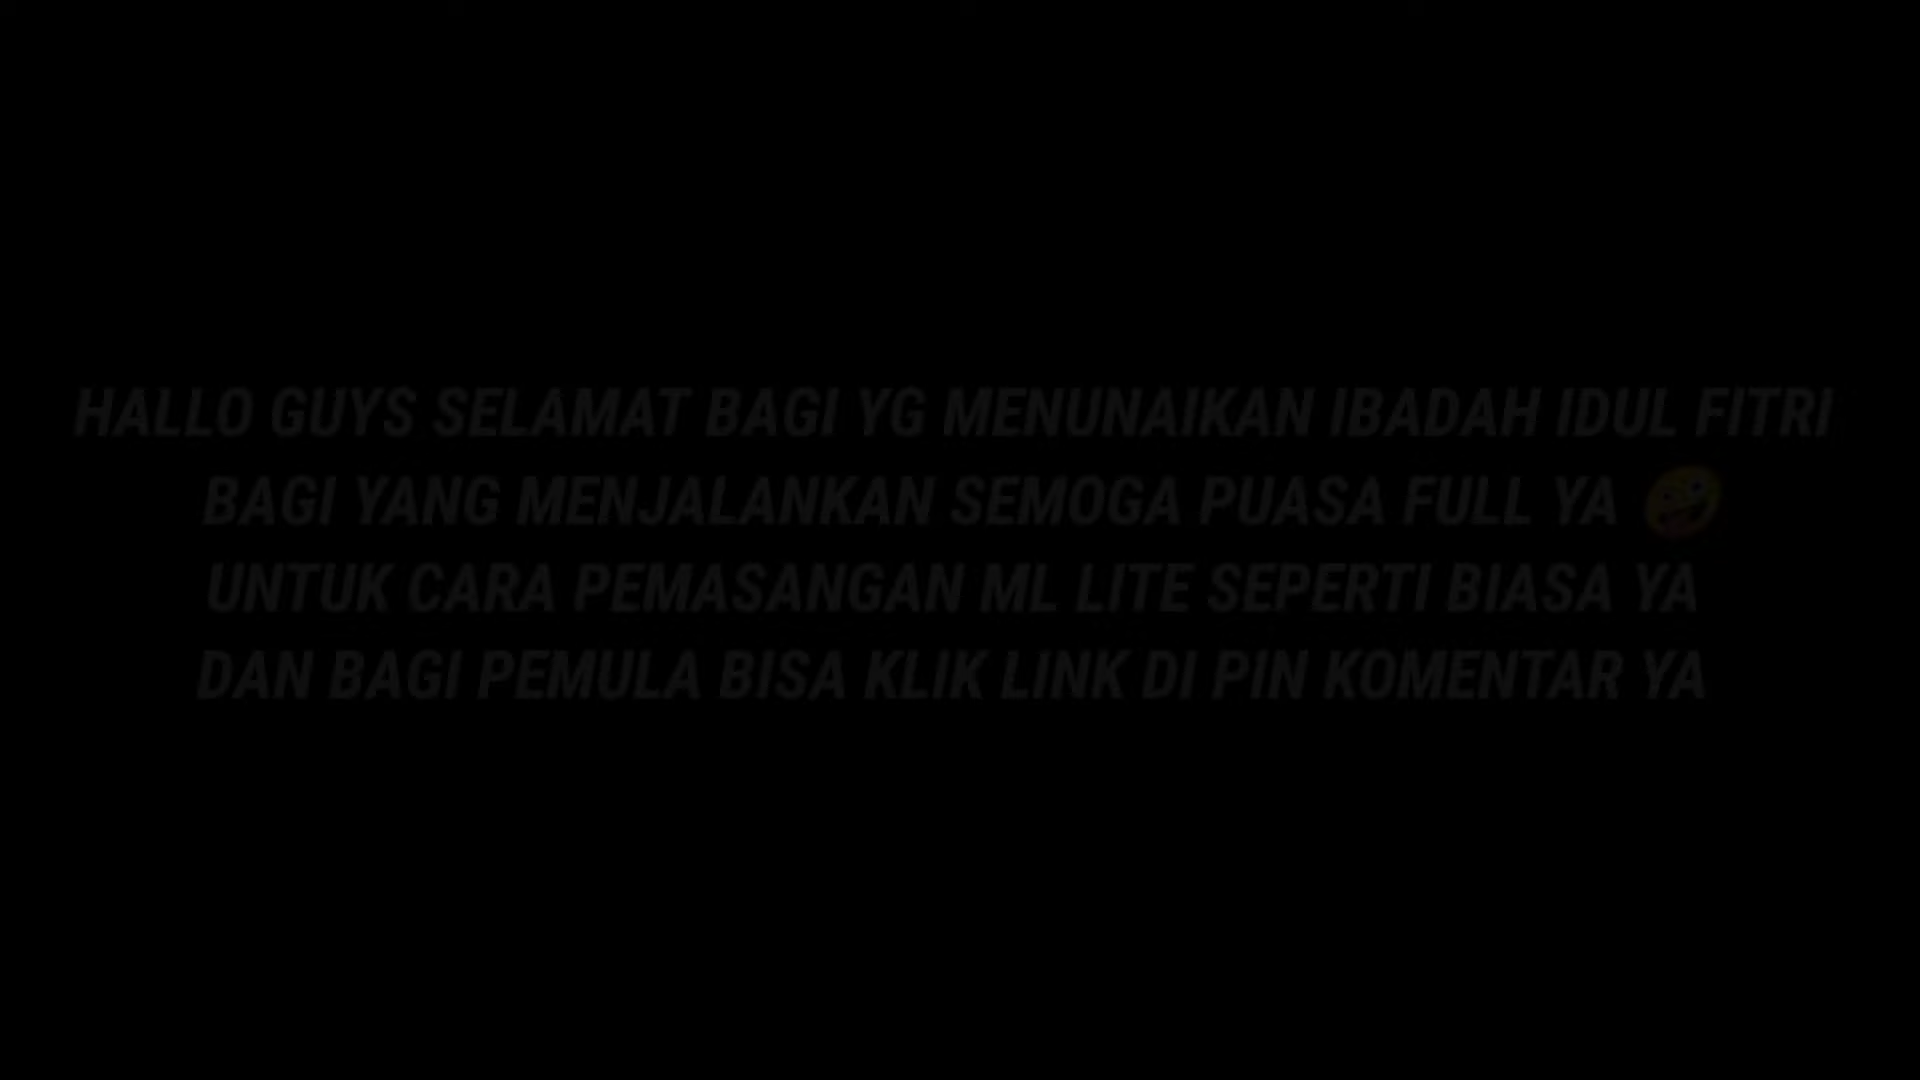 HALLO GUYS SELAMAT BAGI YG MENUNAIKAN IBADAH IDUL FITRI
BAGI YANG MENJALANKAN SEMOGA PUASA FULL YA 🤪
UNTUK CARA PEMASANGAN ML LITE SEPERTI BIASA YA
DAN BAGI PEMULA BISA KLIK LINK DI PIN KOMENTAR YA